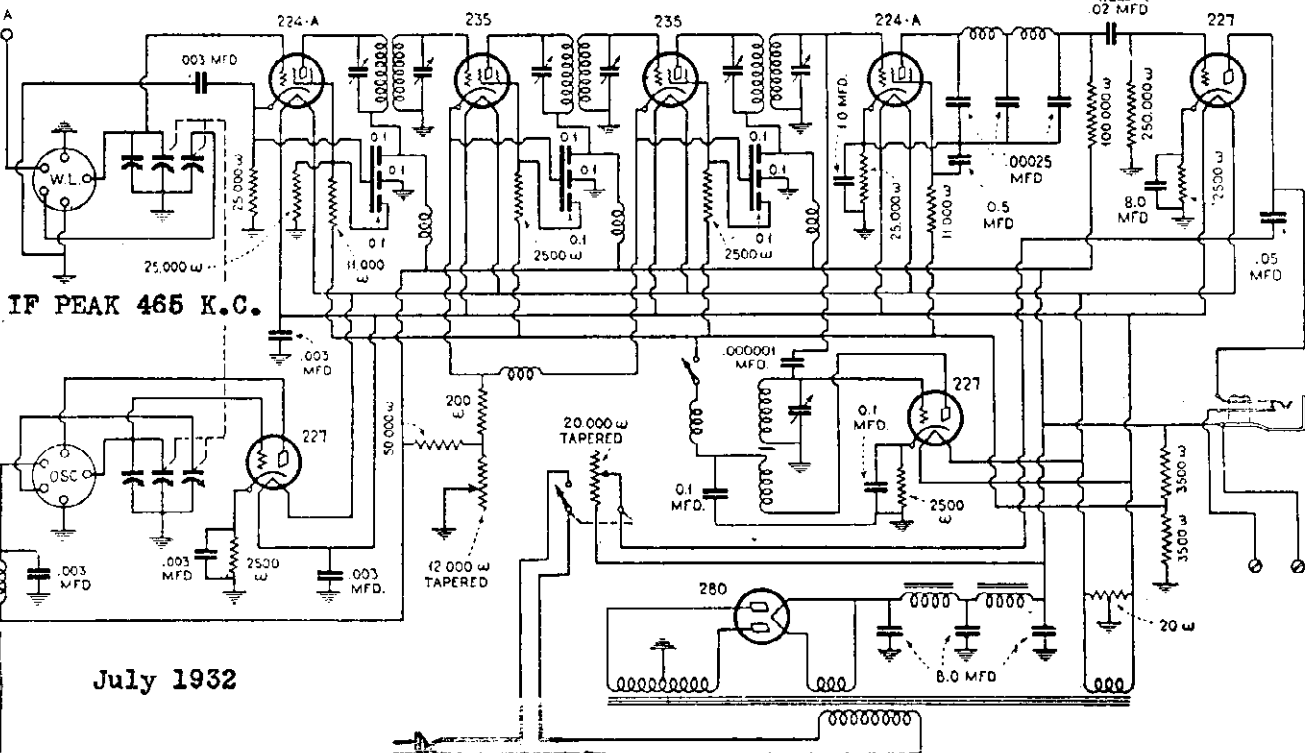 A
224-A
235
235
224-A
.02 MFD
227
.003 MFD
W.L.
25,000 ω
0.1
0.1
0.1
0.1
0.1
0.1
0.1
0.1
0.1
1.0 MFD.
25,000 ω
11,000 ω
.00025
MFD
0.5
MFD
100,000 ω
250,000 ω
8.0
MFD
2500 ω
.05
MFD
25,000 ω
11,000
ω
2500 ω
2500 ω
IF PEAK 465 K.C.
.003
MFD
.000001
MFD.
227
OSC
227
50,000 ω
200
ω
20,000 ω
TAPERED
0.1
MFD.
0.1
MFD.
2500
ω
3500 ω
3500 ω
.003
MFD
.003
MFD
2500
ω
.003
MFD.
12,000 ω
TAPERED
280
20 ω
8.0 MFD
July 1932